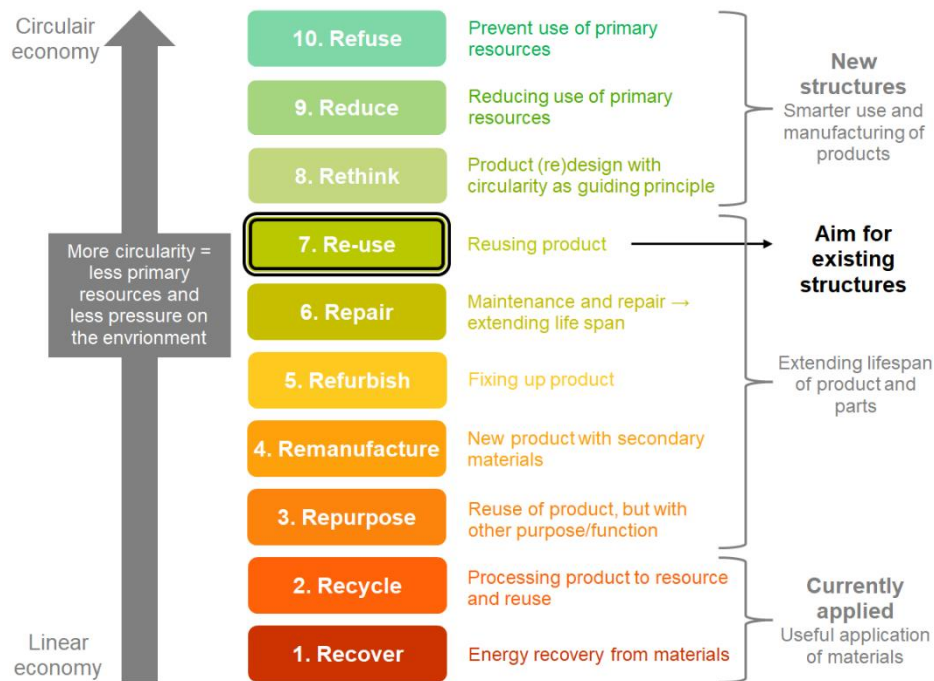 Circulair
economy
More circularity =
less primary
resources and
less pressure on
the envrionment
Linear
economy
10. Refuse
Prevent use of primary
resources
9. Reduce
Reducing use of primary
resources
8. Rethink
Product (re)design with
circularity as guiding principle
7. Re-use
Reusing product
6. Repair
Maintenance and repair →
extending life span
5. Refurbish
Fixing up product
4. Remanufacture
New product with secondary
materials
3. Repurpose
Reuse of product, but with
other purpose/function
2. Recycle
Processing product to resource
and reuse
1. Recover
Energy recovery from materials
New
structures
Smarter use and
manufacturing of
products
Aim for
existing
structures
Extending lifespan
of product and
parts
Currently
applied
Useful application
of materials